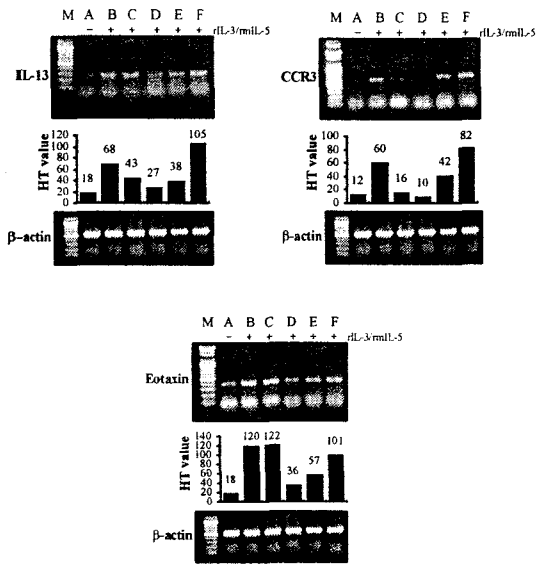 M A B C D E F
− + + + + + rIL-3/rmIL-5
IL-13
HT value
120
100
80
60
40
20
0
18 68 43 27 38 105
β-actin
M A B C D E F
− + + + + + rIL-3/rmIL-5
CCR3
HT value
100
80
60
40
20
0
12 60 16 10 42 82
β-actin
M A B C D E F
− + + + + + rIL-3/rmIL-5
Eotaxin
HT value
140
120
100
80
60
40
20
0
18 120 122 36 57 101
β-actin